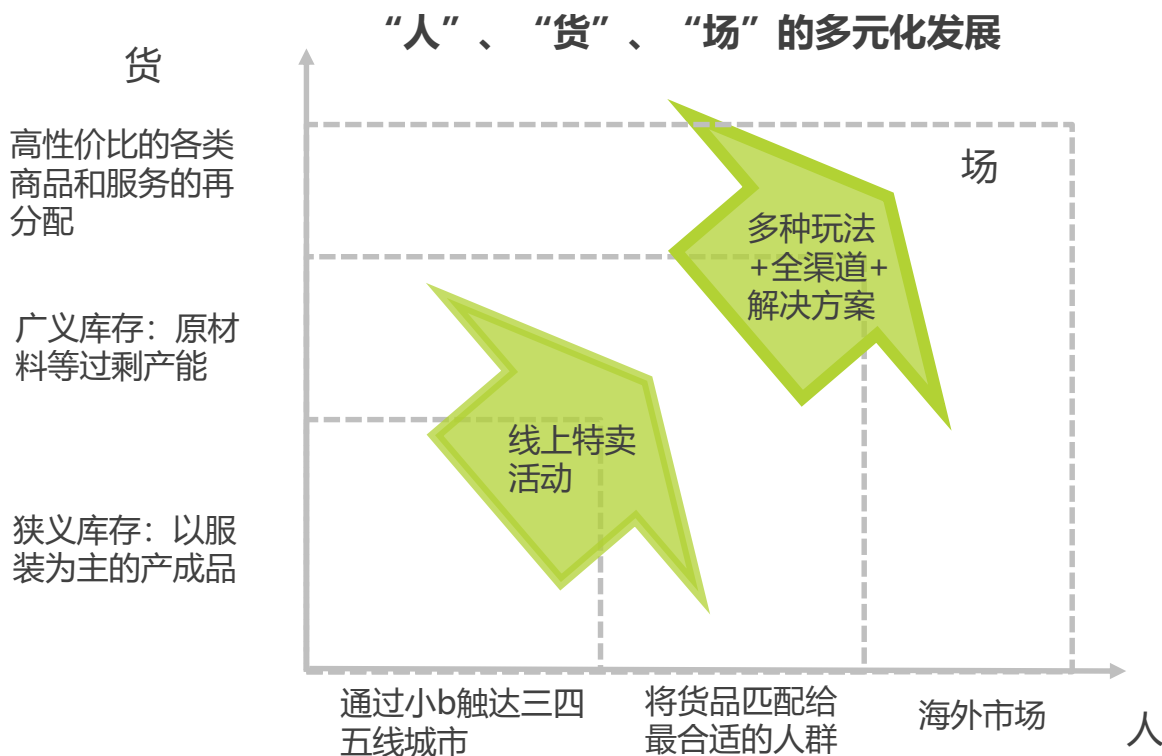 “人”、“货”、“场”的多元化发展
货
高性价比的各类
商品和服务的再
分配
场
多种玩法
+全渠道+
解决方案
广义库存：原材
料等过剩产能
线上特卖
活动
狭义库存：以服
装为主的产成品
通过小b触达三四
五线城市
将货品匹配给
最合适的人群
海外市场
人